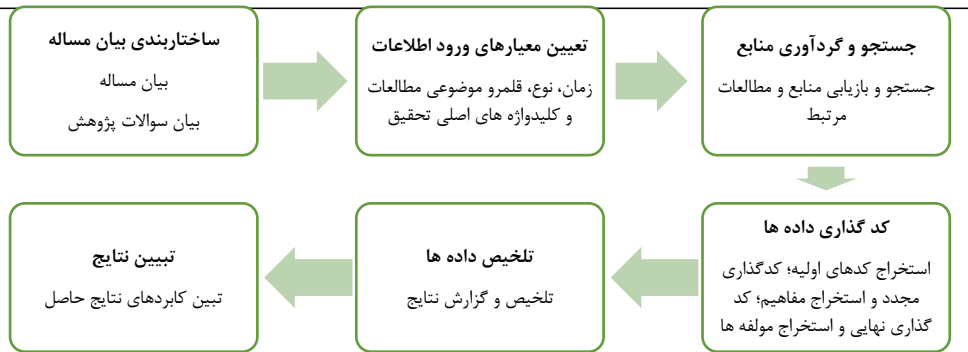 ساختاربندی بیان مساله
بیان مساله
بیان سوالات پژوهش
تعیین معیارهای ورود اطلاعات
زمان، نوع، قلمرو موضوعی مطالعات
و کلیدواژه های اصلی تحقیق
جستجو و گردآوری منابع
جستجو و بازیابی منابع و مطالعات
مرتبط
کد گذاری داده ها
استخراج کدهای اولیه؛ کدگذاری
مجدد و استخراج مفاهیم؛ کد
گذاری نهایی و استخراج مولفه ها
تلخیص داده ها
تلخیص و گزارش نتایج
تبیین نتایج
تبین کابردهای نتایج حاصل